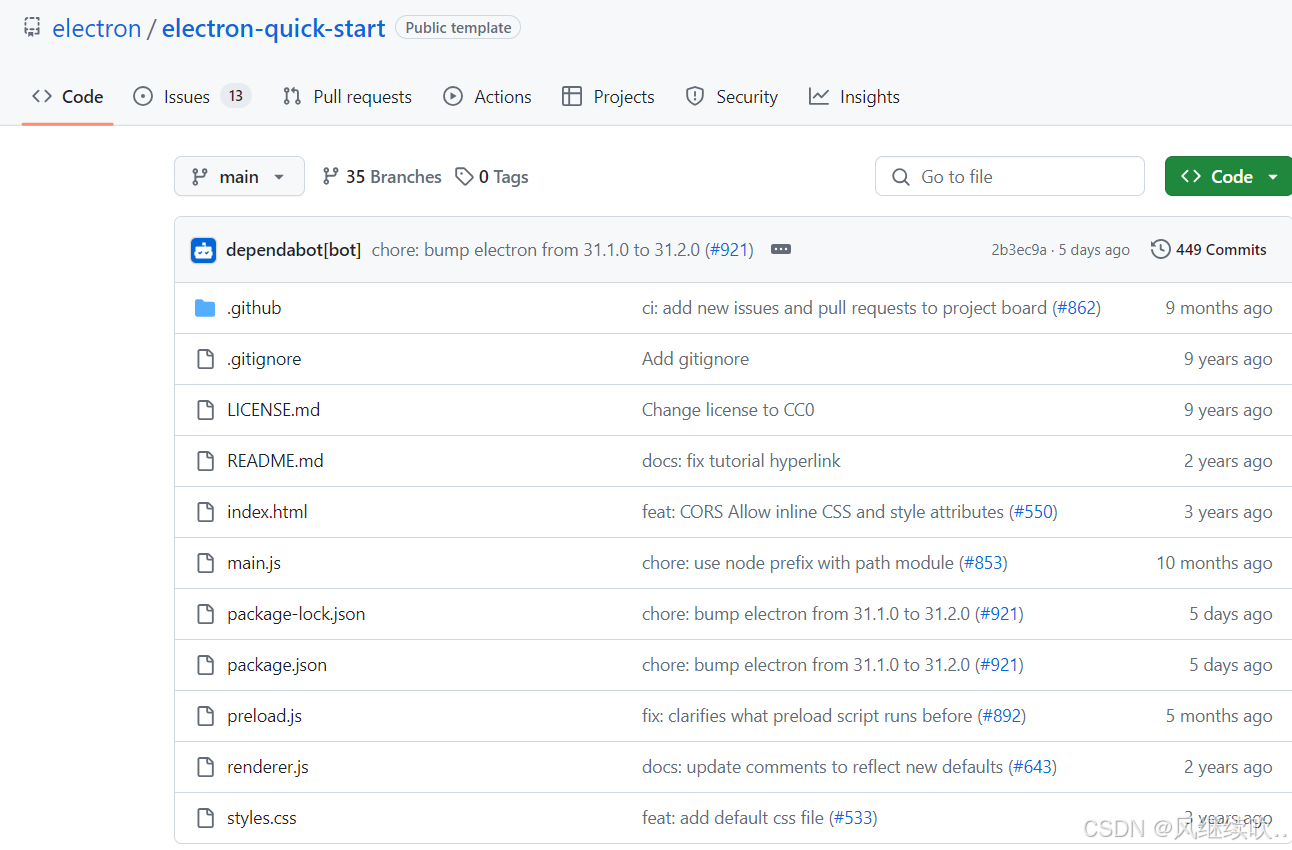 electron / electron-quick-start Public template
Code Issues 13 Pull requests Actions Projects Security Insights
main 35 Branches 0 Tags Go to file Code
dependabot[bot] chore: bump electron from 31.1.0 to 31.2.0 (#921) 2b3ec9a · 5 days ago 449 Commits
.github ci: add new issues and pull requests to project board (#862) 9 months ago
.gitignore Add gitignore 9 years ago
LICENSE.md Change license to CC0 9 years ago
README.md docs: fix tutorial hyperlink 2 years ago
index.html feat: CORS Allow inline CSS and style attributes (#550) 3 years ago
main.js chore: use node prefix with path module (#853) 10 months ago
package-lock.json chore: bump electron from 31.1.0 to 31.2.0 (#921) 5 days ago
package.json chore: bump electron from 31.1.0 to 31.2.0 (#921) 5 days ago
preload.js fix: clarifies what preload script runs before (#892) 5 months ago
renderer.js docs: update comments to reflect new defaults (#643) 2 years ago
styles.css feat: add default css file (#533) 3 years ago
CSDN @风继续吹..